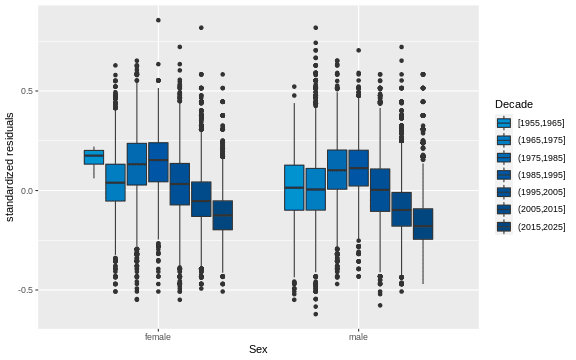 0.5
0.0
-0.5
standardized residuals
female
male
Sex
Decade
[1955,1965]
(1965,1975]
(1975,1985]
(1985,1995]
(1995,2005]
(2005,2015]
(2015,2025]